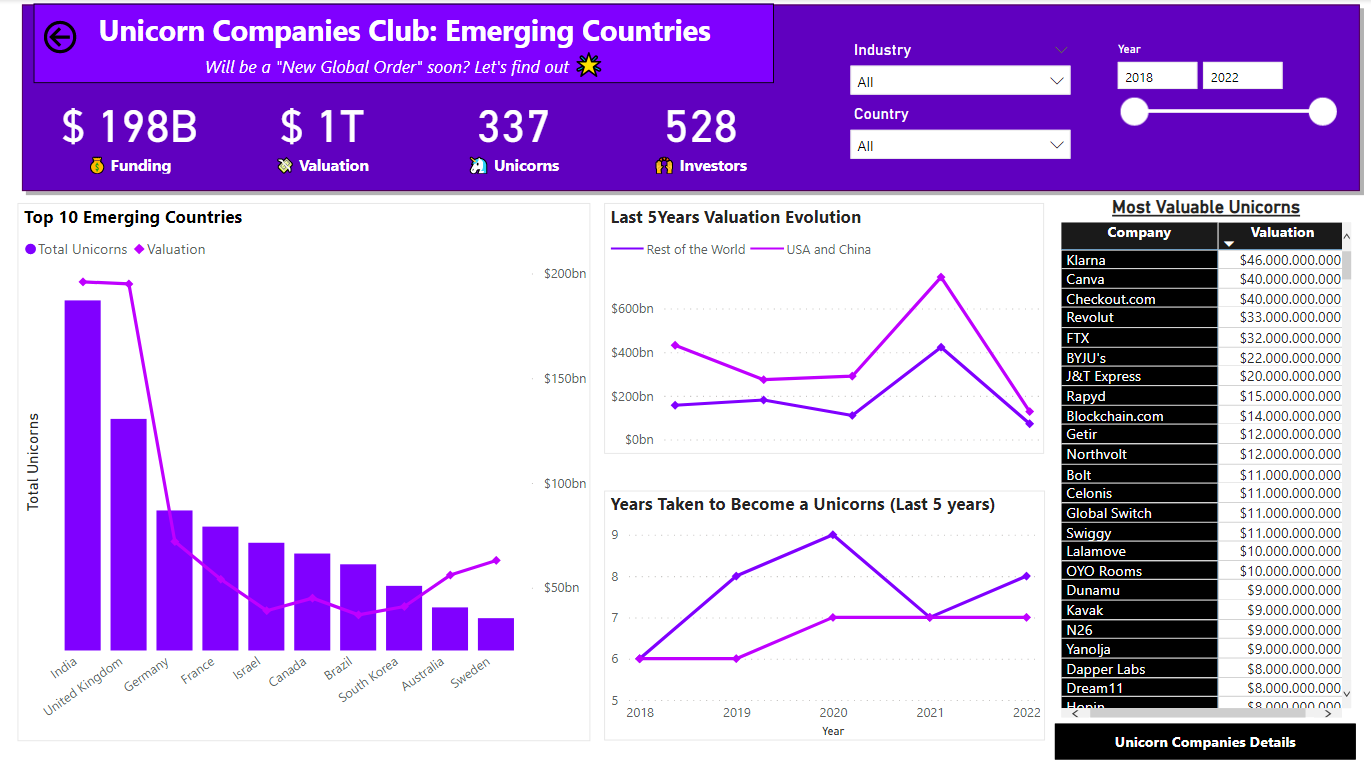 Unicorn Companies Club: Emerging Countries
Will be a "New Global Order" soon? Let's find out
$ 198B
Funding
$ 1T
Valuation
337
Unicorns
528
Investors
Industry
All
Country
All
Year
2018 2022
Top 10 Emerging Countries
Total Unicorns Valuation
$200bn
$150bn
$100bn
$50bn
Total Unicorns
India
United Kingdom
Germany
France
Israel
Canada
Brazil
South Korea
Australia
Sweden
Last 5Years Valuation Evolution
Rest of the World USA and China
$600bn
$400bn
$200bn
$0bn
Years Taken to Become a Unicorns (Last 5 years)
9
8
7
6
5
2018 2019 2020 2021 2022
Year
Most Valuable Unicorns
Company Valuation
Klarna $46.000.000.000
Canva $40.000.000.000
Checkout.com $40.000.000.000
Revolut $33.000.000.000
FTX $32.000.000.000
BYJU's $22.000.000.000
J&T Express $20.000.000.000
Rapyd $15.000.000.000
Blockchain.com $14.000.000.000
Getir $12.000.000.000
Northvolt $12.000.000.000
Bolt $11.000.000.000
Celonis $11.000.000.000
Global Switch $11.000.000.000
Swiggy $11.000.000.000
Lalamove $10.000.000.000
OYO Rooms $10.000.000.000
Dunamu $9.000.000.000
Kavak $9.000.000.000
N26 $9.000.000.000
Yanolja $9.000.000.000
Dapper Labs $8.000.000.000
Dream11 $8.000.000.000
Hopin $8.000.000.000
Unicorn Companies Details